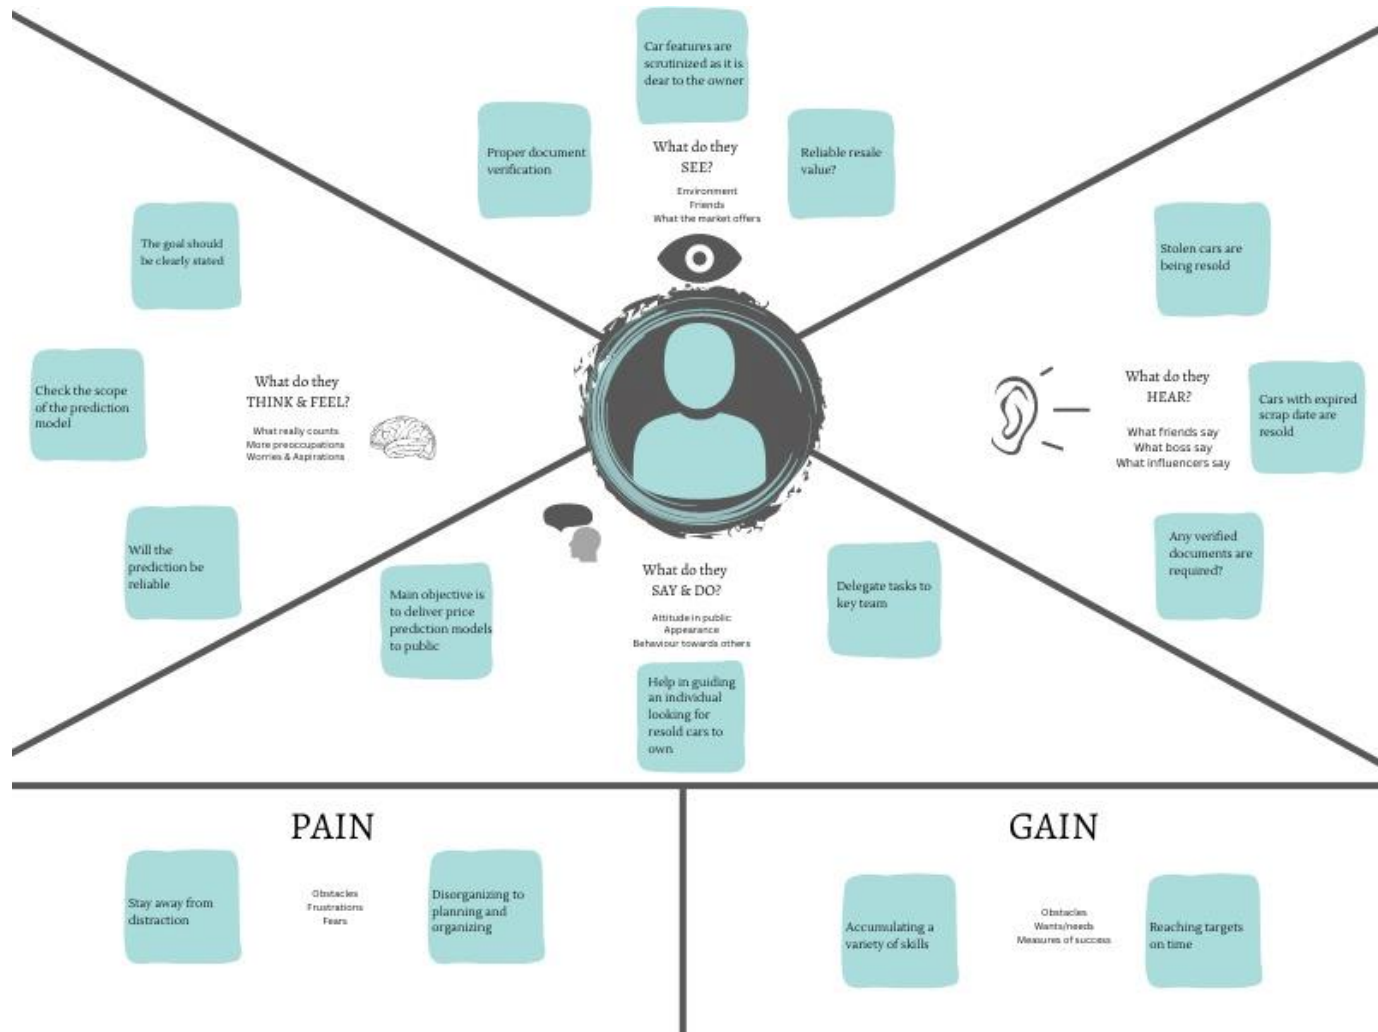 Car features are
scrutinized as it is
dear to the owner
Proper document
verification
What do they
SEE?
Environment
Friends
What the market offers
Reliable resale
value?
The goal should
be clearly stated
Check the scope
of the prediction
model
What do they
THINK & FEEL?
What really counts
More preoccupations
Worries & Aspirations
Will the
prediction be
reliable
Stolen cars are
being resold
What do they
HEAR?
What friends say
What boss say
What influencers say
Cars with expired
scrap date are
resold
Any verified
documents are
required?
Main objective is
to deliver price
prediction models
to public
What do they
SAY & DO?
Attitude in public
Appearance
Behaviour towards others
Delegate tasks to
key team
Help in guiding
an individual
looking for
resold cars to
own
PAIN
Stay away from
distraction
Obstacles
Frustrations
Fears
Disorganizing to
planning and
organizing
GAIN
Accumulating a
variety of skills
Obstacles
Wants/needs
Measures of success
Reaching targets
on time